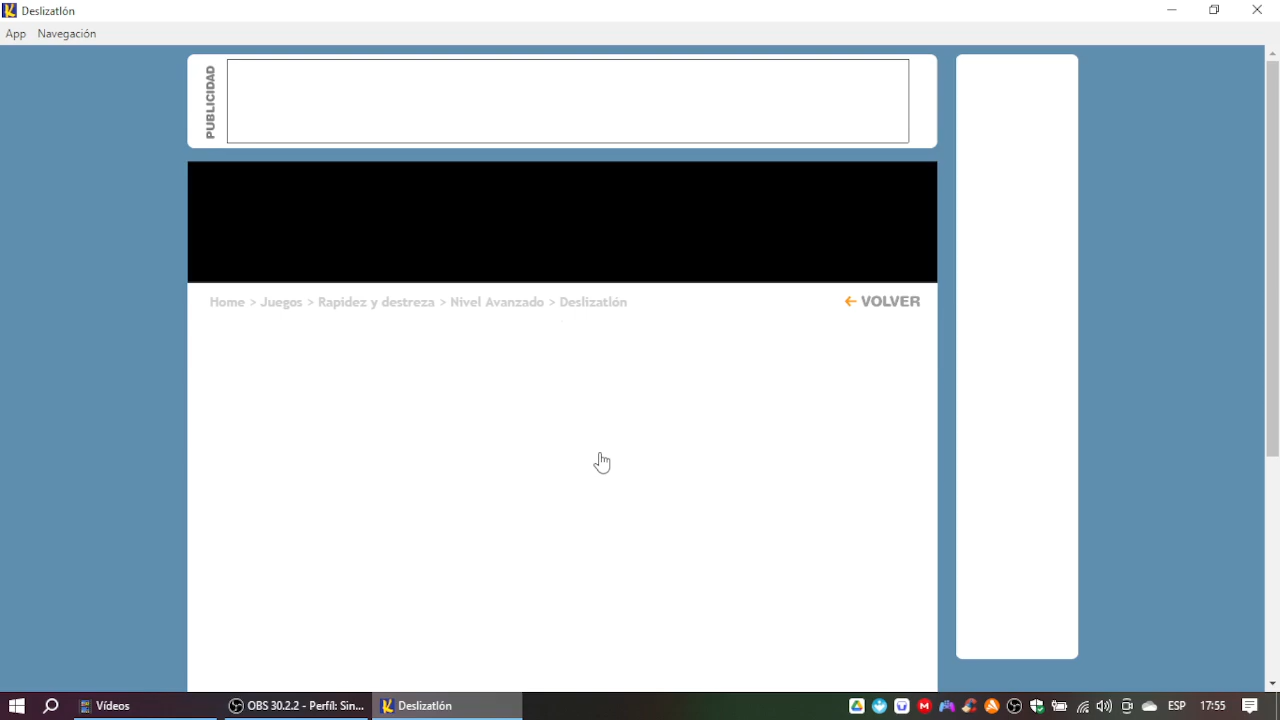 Deslizatlón
App Navegación
PUBLICIDAD
Home > Juegos > Rapidez y destreza > Nivel Avanzado > Deslizatlón
VOLVER
Vídeos
OBS 30.2.2 - Perfil: Sin...
Deslizatlón
ESP
17:55